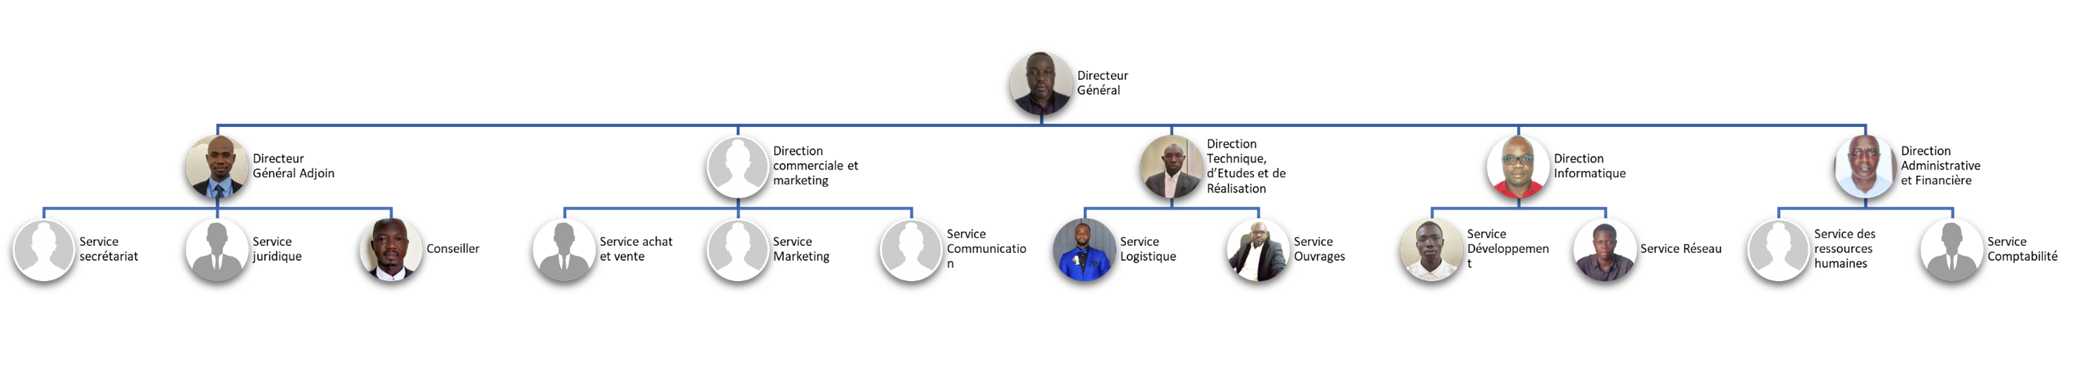 Directeur
Général
Directeur
Général Adjoin
Direction
commerciale et
marketing
Direction
Technique,
d'Etudes et de
Réalisation
Direction
Informatique
Direction
Administrative
et Financière
Service
secrétariat
Service
juridique
Conseiller
Service achat
et vente
Service
Marketing
Service
Communicatio
n
Service
Logistique
Service
Ouvrages
Service
Développemen
t
Service Réseau
Service des
ressources
humaines
Service
Comptabilité